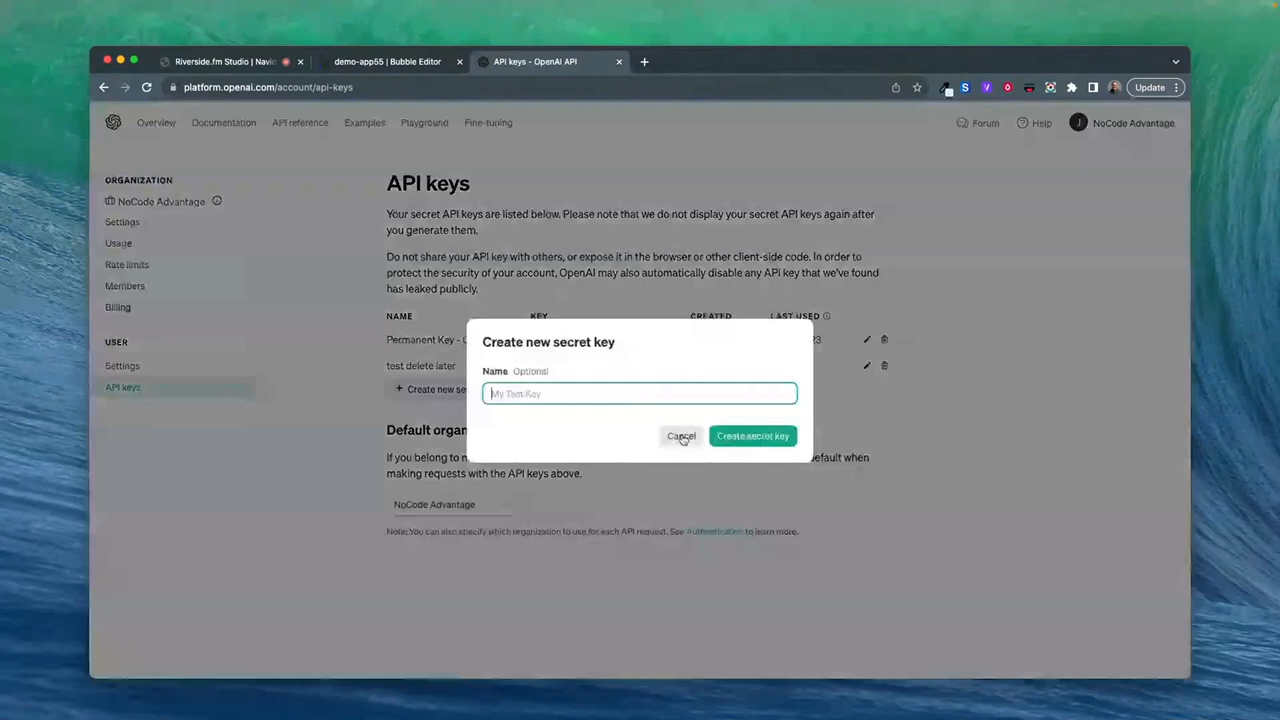 Riverside.fm Studio | Navid
demo-app55 | Bubble Editor
API keys - OpenAI API
platform.openai.com/account/api-keys
Update
Overview
Documentation
API reference
Examples
Playground
Fine-tuning
Forum
Help
J
NoCode Advantage
ORGANIZATION
NoCode Advantage
Settings
Usage
Rate limits
Members
Billing
USER
Settings
API keys
API keys
Your secret API keys are listed below. Please note that we do not display your secret API keys again after
you generate them.
Do not share your API key with others, or expose it in the browser or other client-side code. In order to
protect the security of your account, OpenAI may also automatically disable any API key that we've found
has leaked publicly.
NAME KEY CREATED LAST USED
Permanent Key - 23
test delete later
+ Create new se
Create new secret key
Name Optional
My Test Key
Cancel
Create secret key
Default organ
If you belong to m default when
making requests with the API keys above.
NoCode Advantage
Note: You can also specify which organization to use for each API request. See Authentication to learn more.